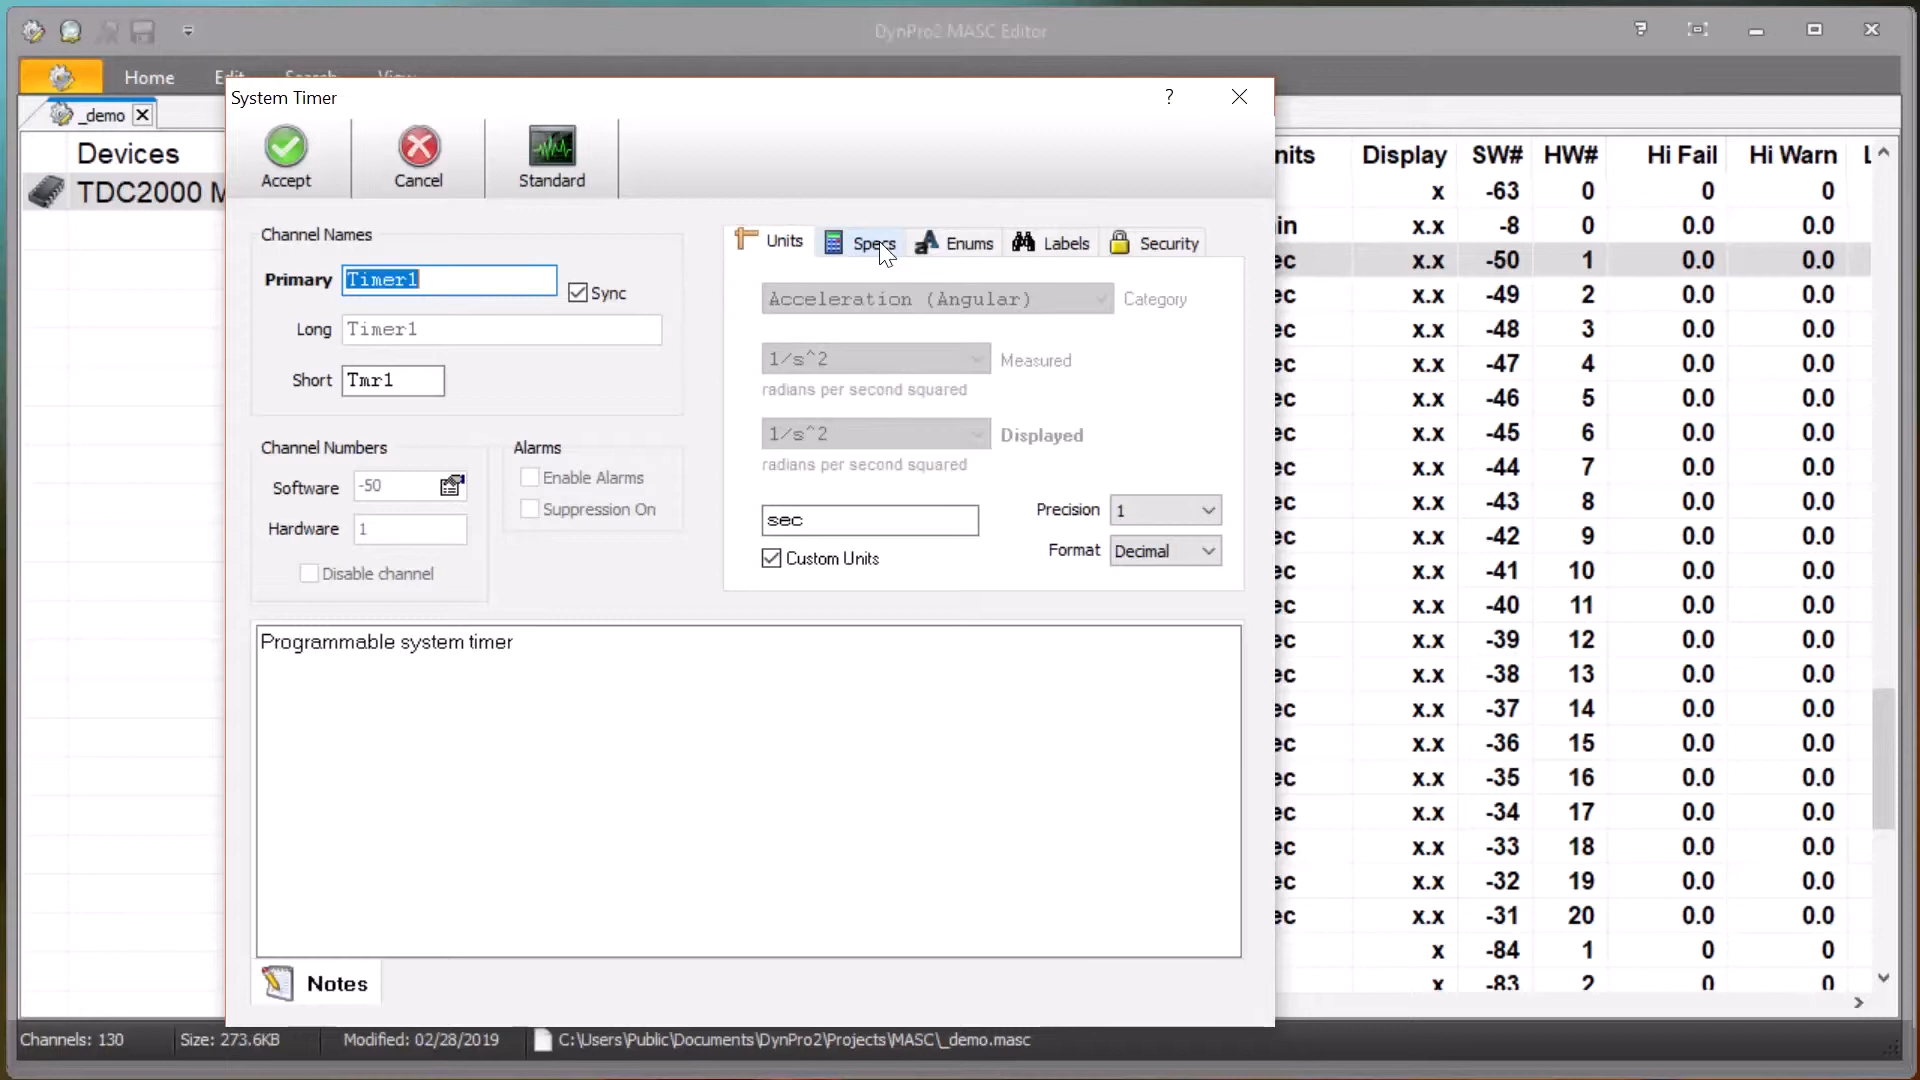 DynPro2 MASC Editor
Home Edit Search View
_demo
Devices
TDC2000 M
System Timer
?
Accept
Cancel
Standard
Channel Names
Primary Timer1
Sync
Long Timer1
Short Tmr1
Channel Numbers
Software -50
Hardware 1
Disable channel
Alarms
Enable Alarms
Suppression On
Units Specs Enums Labels Security
Acceleration (Angular) Category
1/s^2 Measured
radians per second squared
1/s^2 Displayed
radians per second squared
sec
Custom Units
Precision 1
Format Decimal
Programmable system timer
Notes
nits Display SW# HW# Hi Fail Hi Warn L
x -63 0 0 0
in x.x -8 0 0.0 0.0
ec x.x -50 1 0.0 0.0
ec x.x -49 2 0.0 0.0
ec x.x -48 3 0.0 0.0
ec x.x -47 4 0.0 0.0
ec x.x -46 5 0.0 0.0
ec x.x -45 6 0.0 0.0
ec x.x -44 7 0.0 0.0
ec x.x -43 8 0.0 0.0
ec x.x -42 9 0.0 0.0
ec x.x -41 10 0.0 0.0
ec x.x -40 11 0.0 0.0
ec x.x -39 12 0.0 0.0
ec x.x -38 13 0.0 0.0
ec x.x -37 14 0.0 0.0
ec x.x -36 15 0.0 0.0
ec x.x -35 16 0.0 0.0
ec x.x -34 17 0.0 0.0
ec x.x -33 18 0.0 0.0
ec x.x -32 19 0.0 0.0
ec x.x -31 20 0.0 0.0
x -84 1 0 0
x -83 2 0 0
Channels: 130 Size: 273.6KB Modified: 02/28/2019 C:\Users\Public\Documents\DynPro2\Projects\MASC\_demo.masc